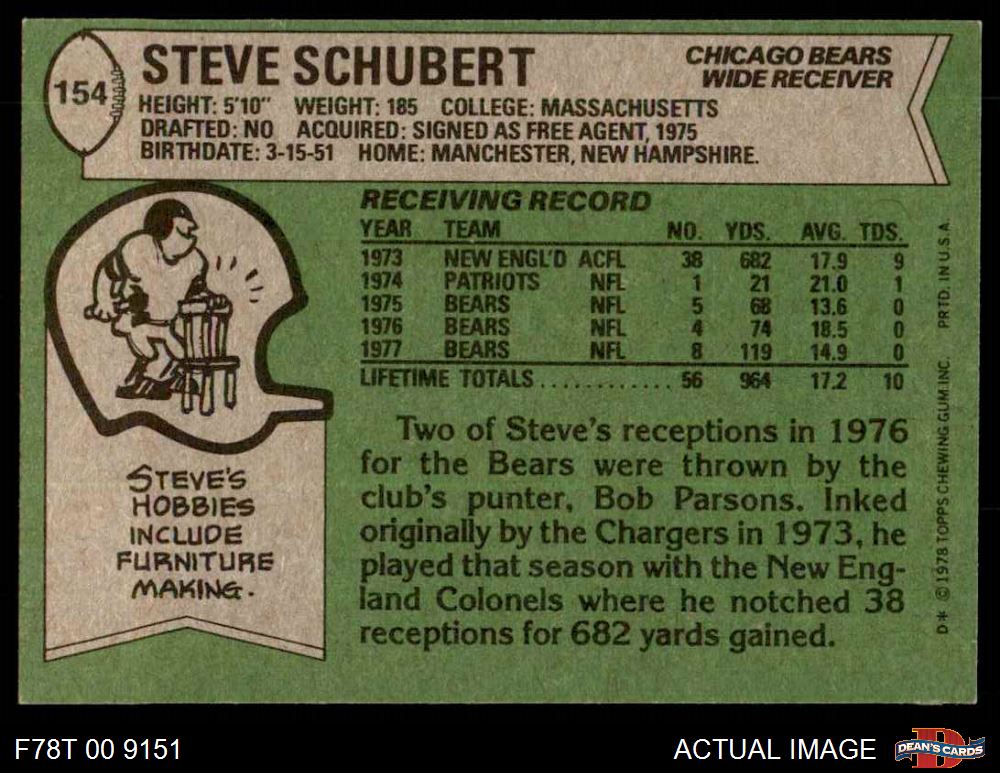 154
STEVE SCHUBERT
CHICAGO BEARS
WIDE RECEIVER
HEIGHT: 5'10" WEIGHT: 185 COLLEGE: MASSACHUSETTS
DRAFTED: NO ACQUIRED: SIGNED AS FREE AGENT, 1975
BIRTHDATE: 3-15-51 HOME: MANCHESTER, NEW HAMPSHIRE.
RECEIVING RECORD
YEAR TEAM NO. YDS. AVG. TDS.
1973 NEW ENGL'D ACFL 38 682 17.9 9
1974 PATRIOTS NFL 1 21 21.0 1
1975 BEARS NFL 5 68 13.6 0
1976 BEARS NFL 4 74 18.5 0
1977 BEARS NFL 8 119 14.9 0
LIFETIME TOTALS............ 56 964 17.2 10
STEVE'S
HOBBIES
INCLUDE
FURNITURE
MAKING.
Two of Steve's receptions in 1976
for the Bears were thrown by the
club's punter, Bob Parsons. Inked
originally by the Chargers in 1973, he
played that season with the New Eng-
land Colonels where he notched 38
receptions for 682 yards gained.
D* © 1978 TOPPS CHEWING GUM INC. PRTD. IN U.S.A.
F78T 00 9151
ACTUAL IMAGE
D
DEAN'S CARDS